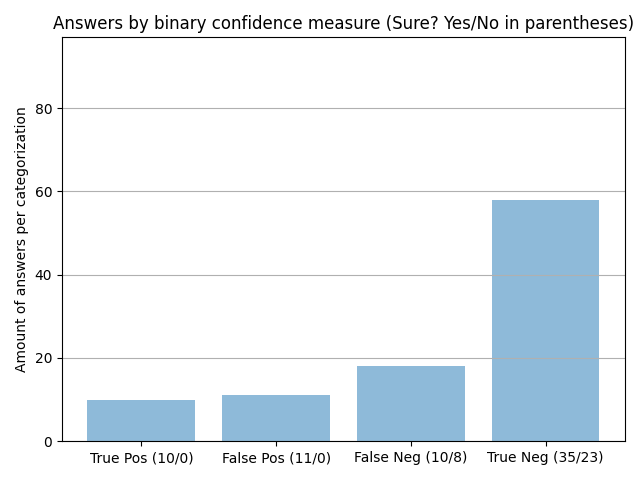 Answers by binary confidence measure (Sure? Yes/No in parentheses)
Amount of answers per categorization
80
60
40
20
0
True Pos (10/0) False Pos (11/0) False Neg (10/8) True Neg (35/23)